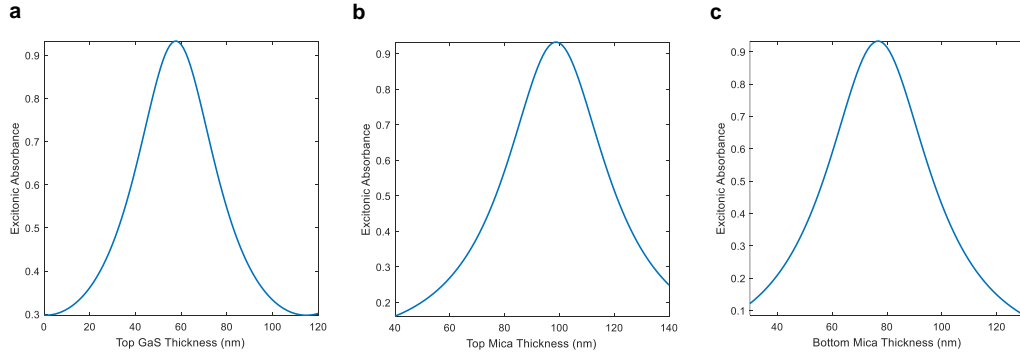 a
0.9
0.8
0.7
0.6
0.5
0.4
0.3
0 20 40 60 80 100 120
Excitonic Absorbance
Top GaS Thickness (nm)
b
0.9
0.8
0.7
0.6
0.5
0.4
0.3
0.2
40 60 80 100 120 140
Excitonic Absorbance
Top Mica Thickness (nm)
c
0.9
0.8
0.7
0.6
0.5
0.4
0.3
0.2
0.1
40 60 80 100 120
Excitonic Absorbance
Bottom Mica Thickness (nm)